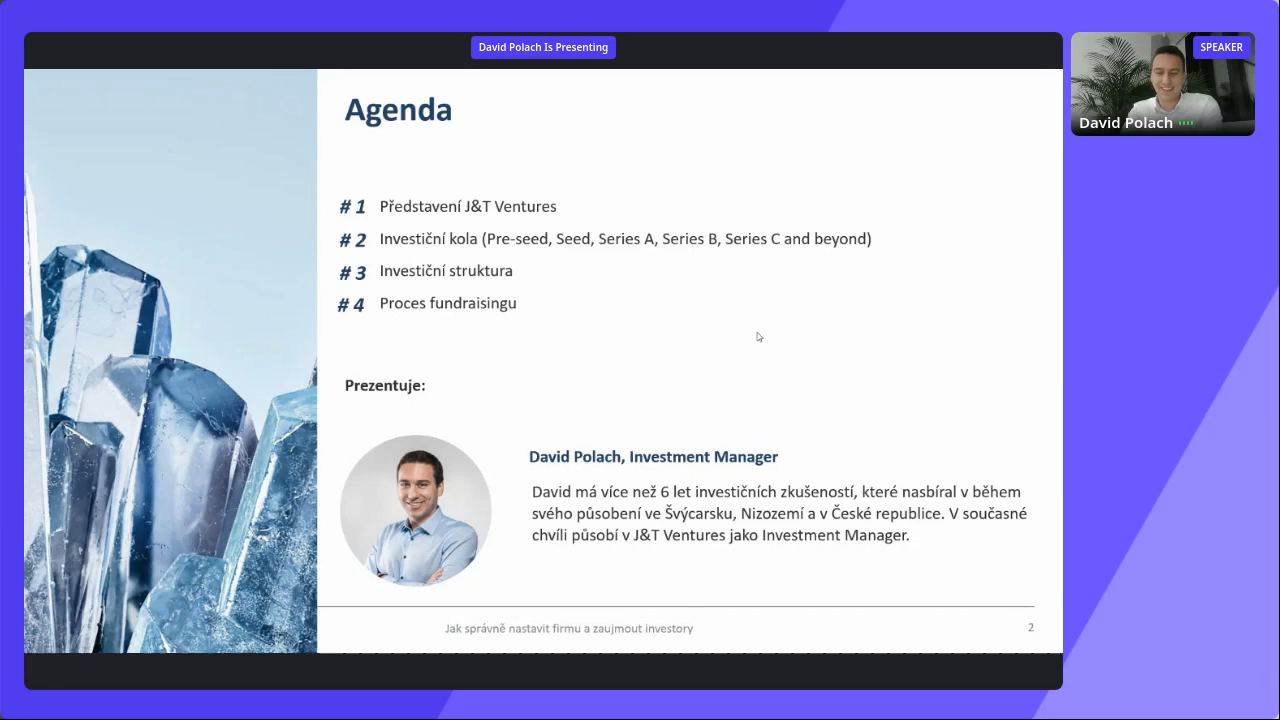 David Polach Is Presenting
SPEAKER
David Polach
Agenda
# 1 Představení J&T Ventures
# 2 Investiční kola (Pre-seed, Seed, Series A, Series B, Series C and beyond)
# 3 Investiční struktura
# 4 Proces fundraisingu
Prezentuje:
David Polach, Investment Manager
David má více než 6 let investičních zkušeností, které nasbíral v během
svého působení ve Švýcarsku, Nizozemí a v České republice. V současné
chvíli působí v J&T Ventures jako Investment Manager.
Jak správně nastavit firmu a zaujmout investory
2